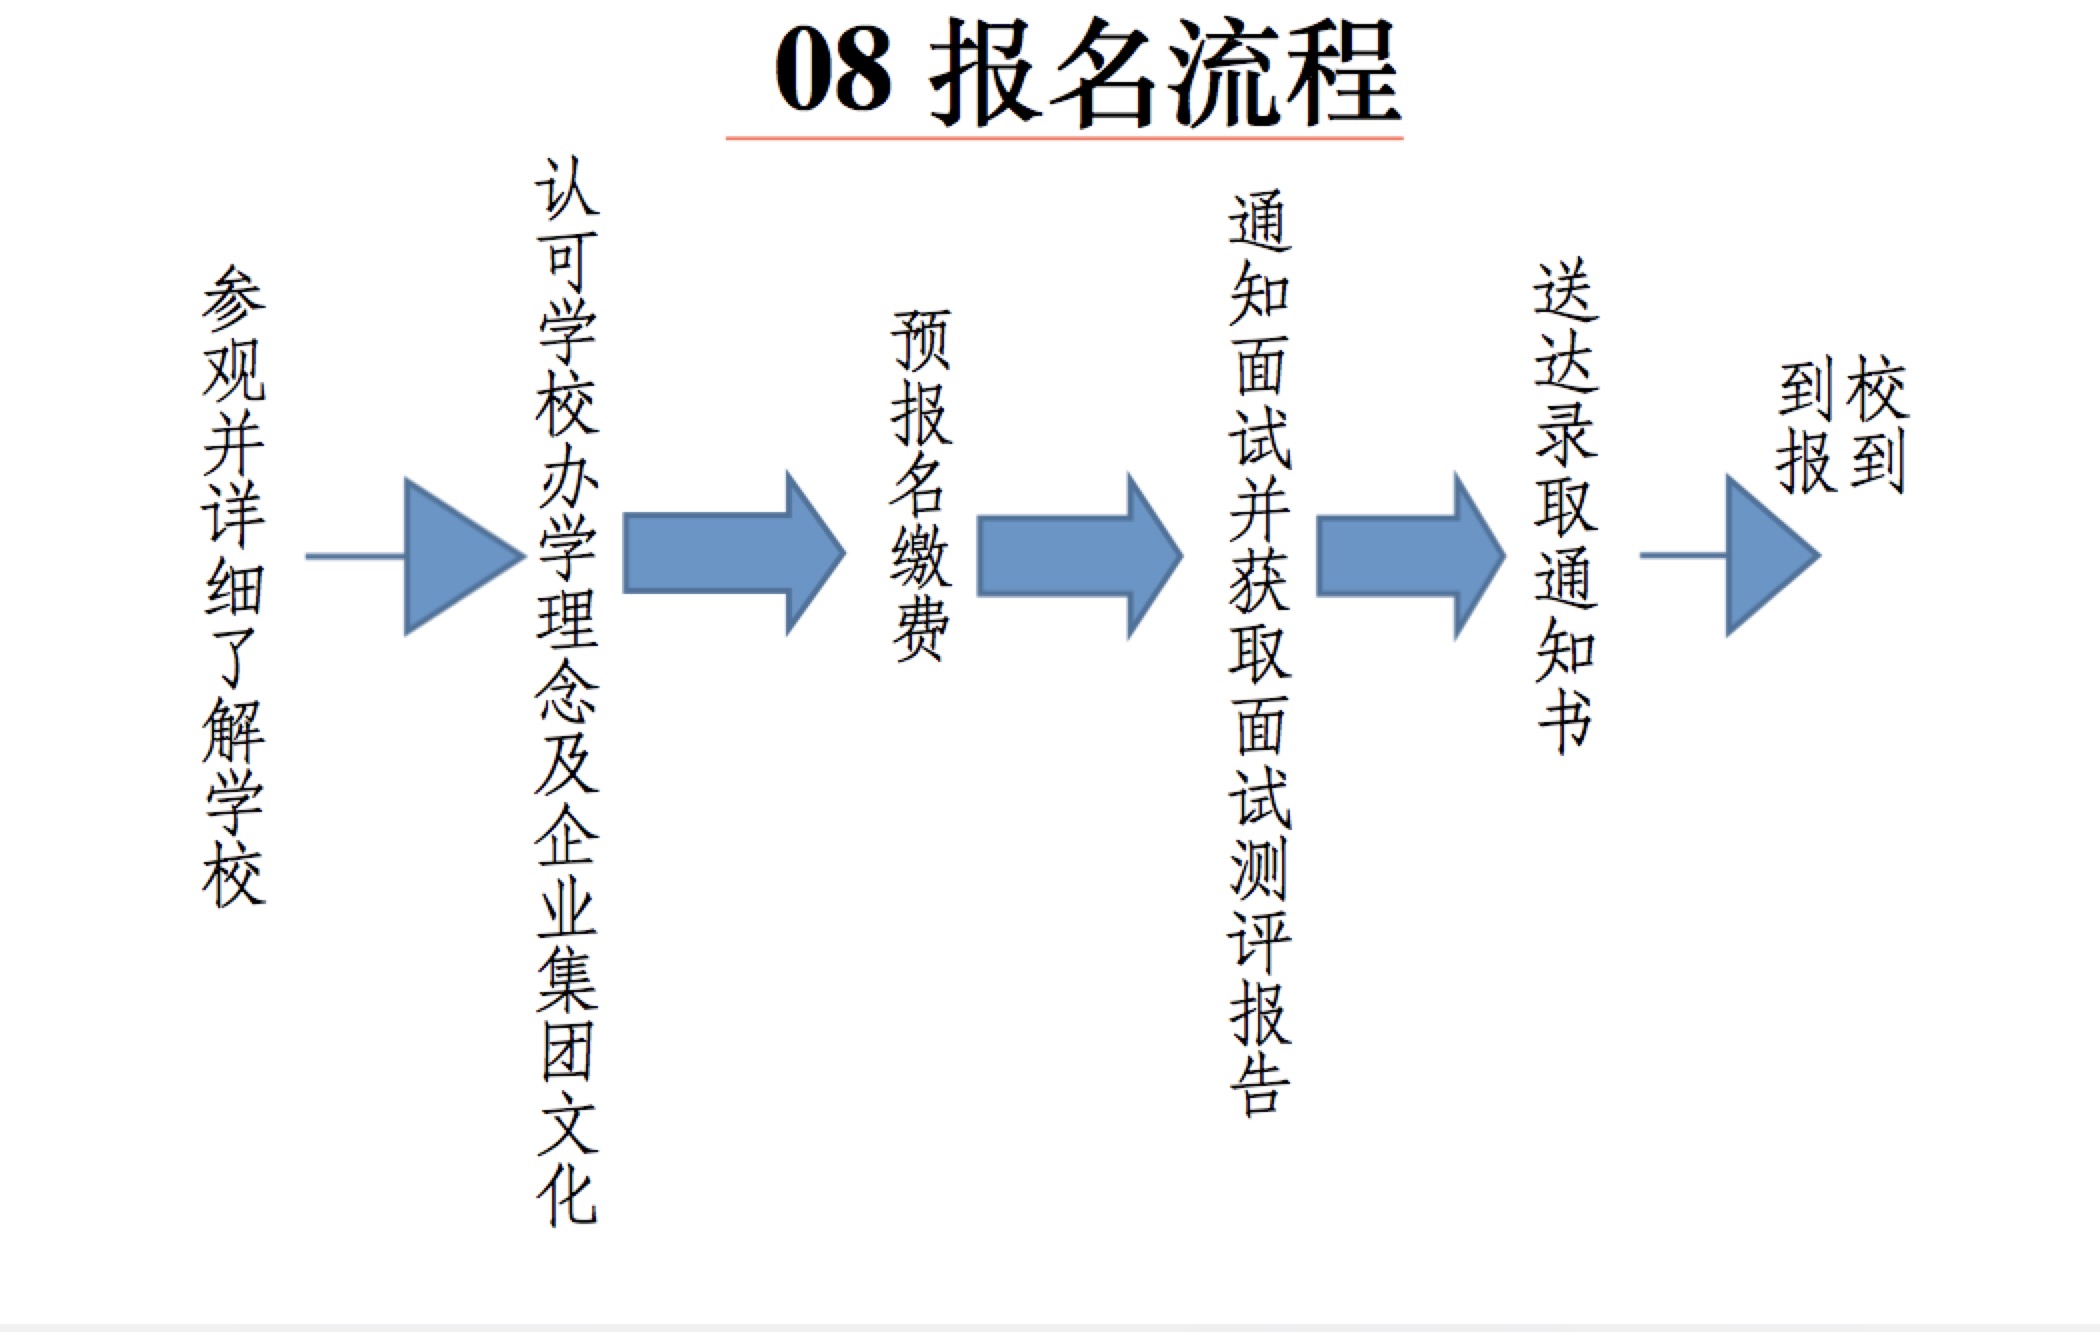 08 报名流程
参观并详细了解学校
认可学校办学理念及企业集团文化
预报名缴费
通知面试并获取面试测评报告
送达录取通知书
到校
报到